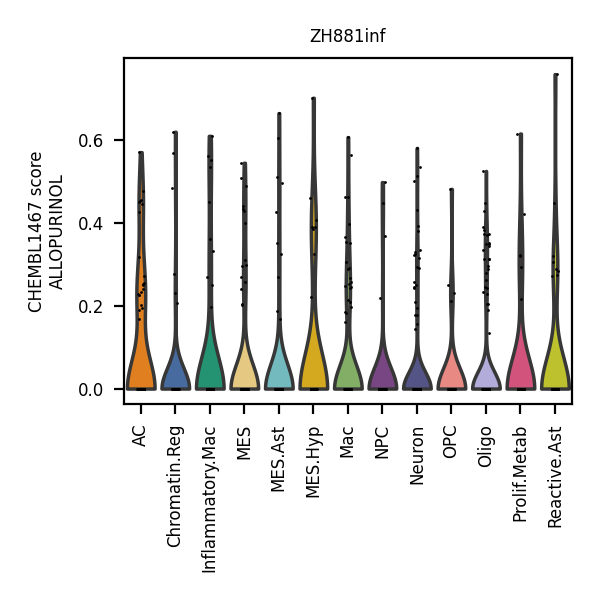 ZH881inf
CHEMBL1467 score
ALLOPURINOL
0.6
0.4
0.2
0.0
AC
Chromatin.Reg
Inflammatory.Mac
MES
MES.Ast
MES.Hyp
Mac
NPC
Neuron
OPC
Oligo
Prolif.Metab
Reactive.Ast